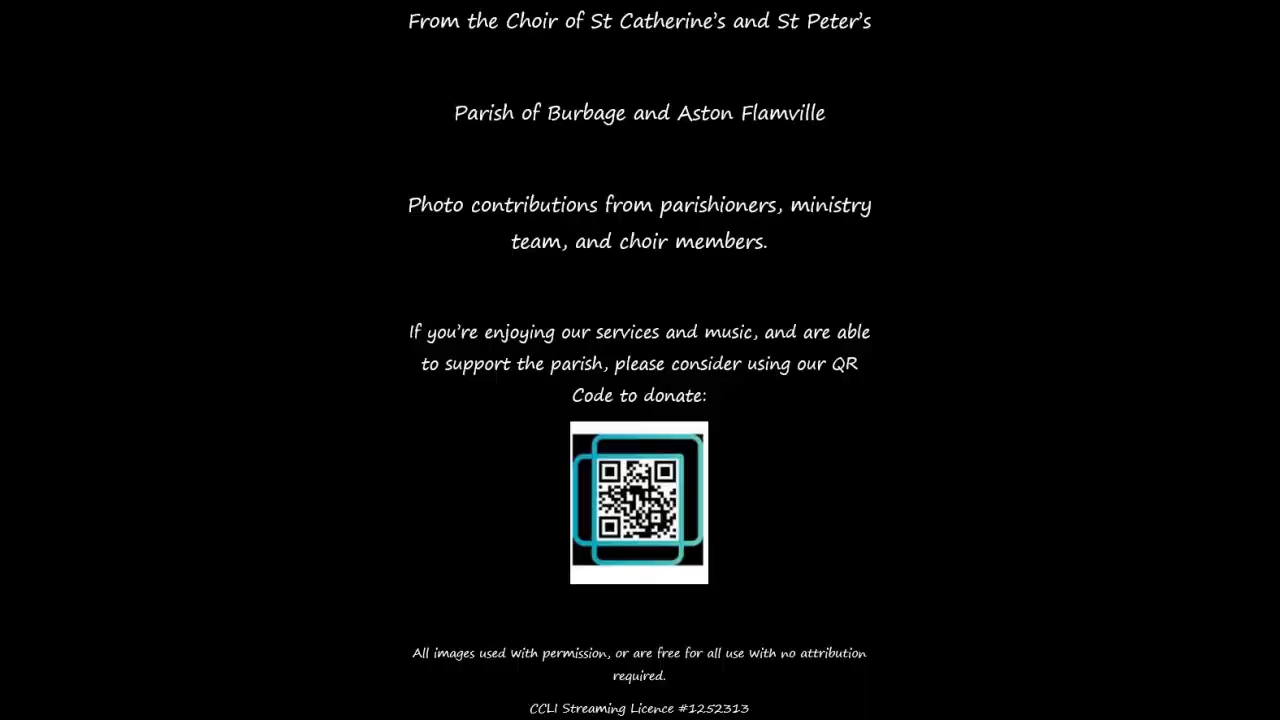 From the Choir of St Catherine's and St Peter's
Parish of Burbage and Aston Flamville
Photo contributions from parishioners, ministry
team, and choir members.
If you're enjoying our services and music, and are able
to support the parish, please consider using our QR
Code to donate:
All images used with permission, or are free for all use with no attribution
required.
CCLI Streaming Licence #1252313